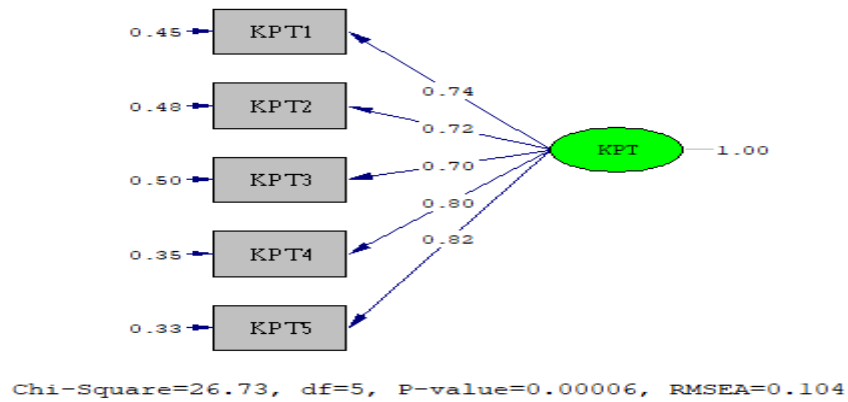 0.45 KPT1
0.74
0.48 KPT2
0.72
KPT 1.00
0.70
0.50 KPT3
0.80
0.82
0.35 KPT4
0.33 KPT5
Chi-Square=26.73, df=5, P-value=0.00006, RMSEA=0.104